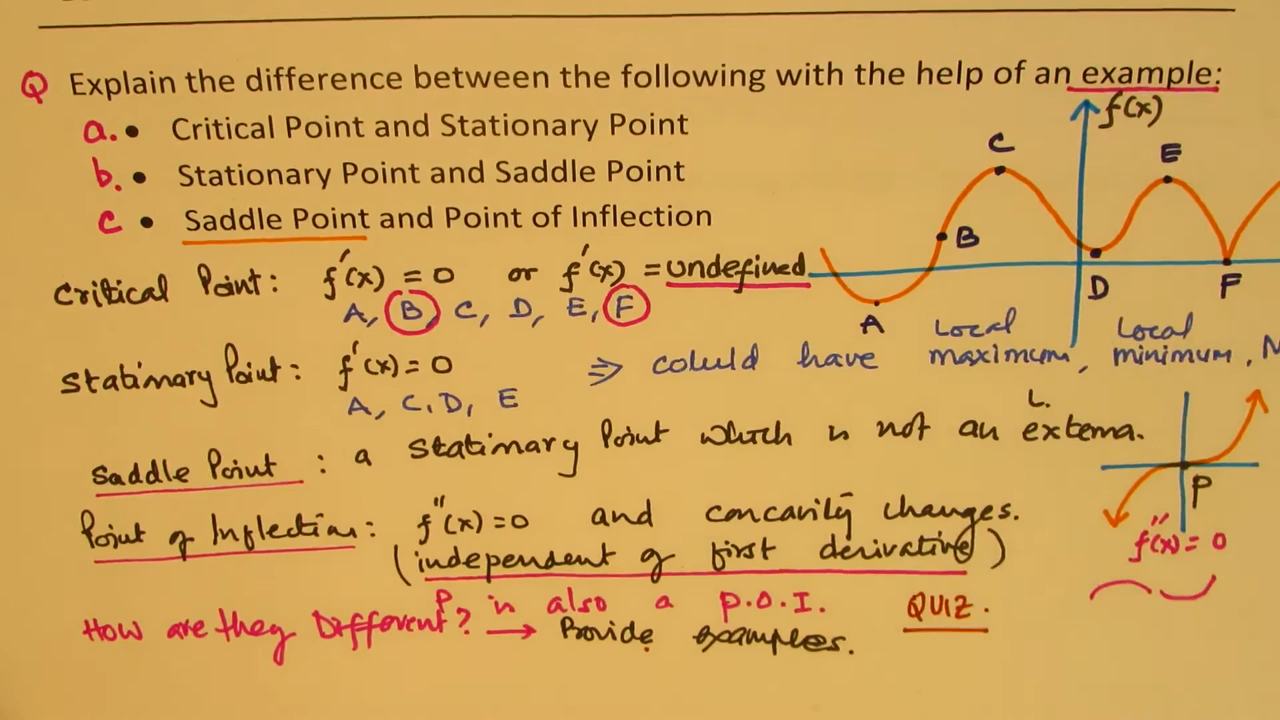 Q Explain the difference between the following with the help of an example:
a. • Critical Point and Stationary Point
b. • Stationary Point and Saddle Point
c • Saddle Point and Point of Inflection
f(x)
C
E
B
D
F
A
Critical Point: f'(x) = 0 or f'(x) = undefined
A, B, C, D, E, F
Local Local
Stationary Point: f'(x) = 0 ⇒ could have maximum, minimum,
A, C, D, E
L.
Saddle Point : a stationary Point which is not an extema.
P
Point of Inflection: f''(x) = 0 and concavity changes.
(independent of first derivative)
f''(x) = 0
P is also a P.O.I. QUIZ.
How are they Different? → Provide examples.